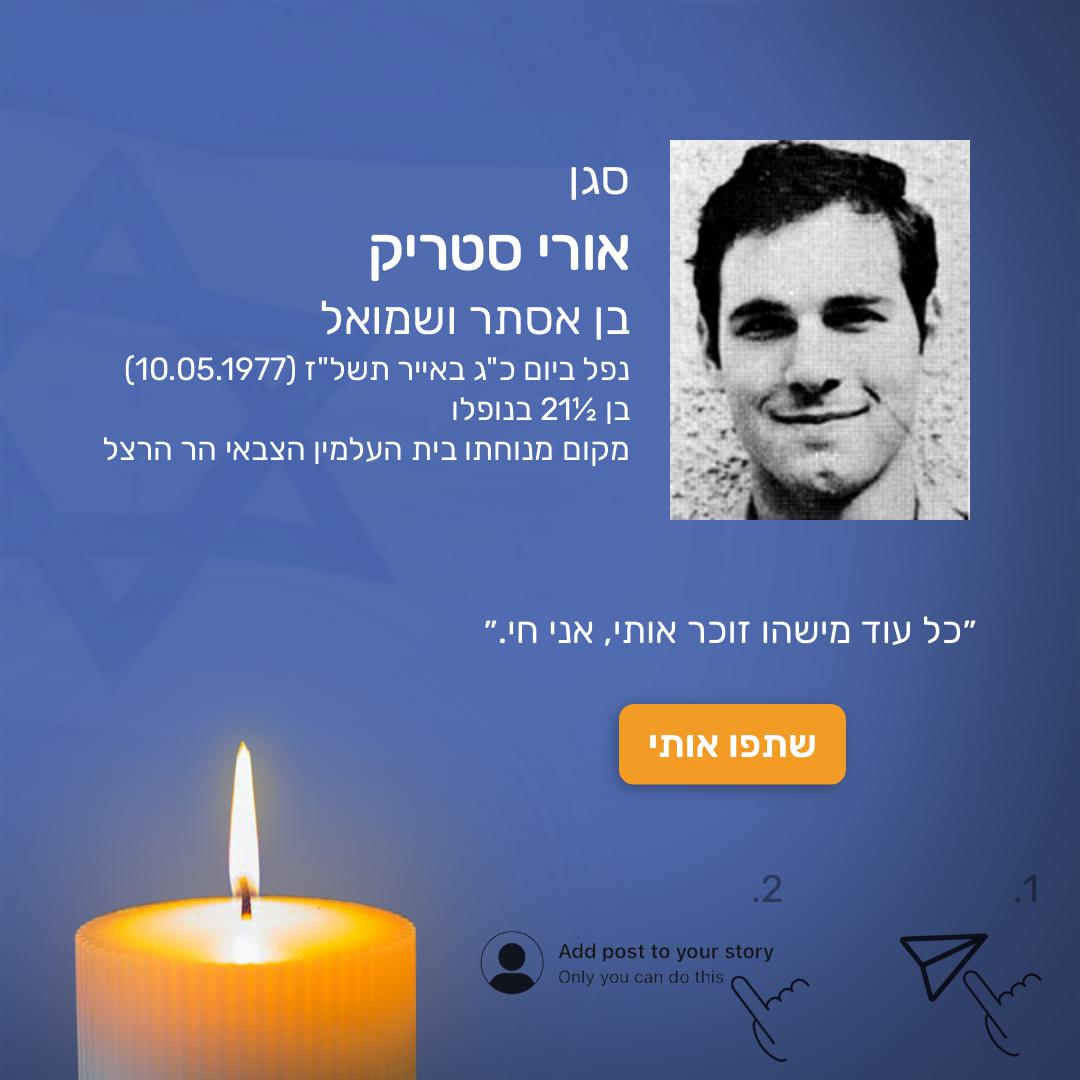 סגן
אורי סטריק
בן אסתר ושמואל
נפל ביום כ"ג באייר תשל"ז (10.05.1977)
בן 21½ בנופלו
מקום מנוחתו בית העלמין הצבאי הר הרצל
״כל עוד מישהו זוכר אותי, אני חי.״
שתפו אותי
1.
2.
Add post to your story
Only you can do this